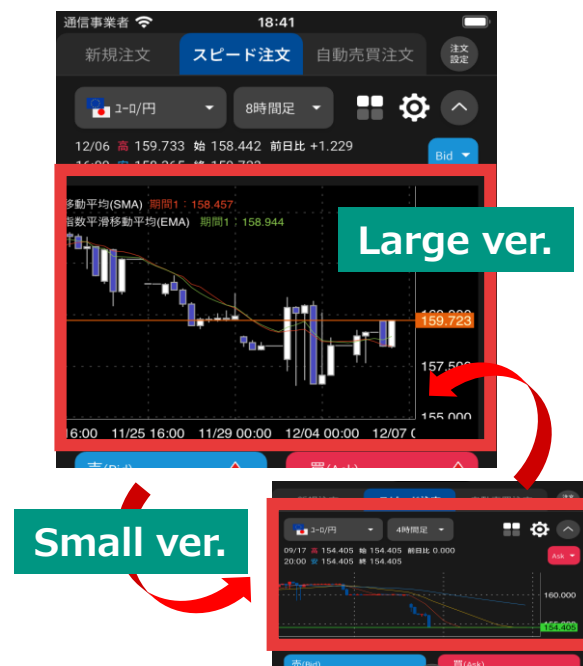 通信事業者 18:41
新規注文 スピード注文 自動売買注文 注文設定
ユーロ/円 8時間足
12/06 高 159.733 始 158.442 前日比 +1.229
Bid
移動平均(SMA) 期間1 : 158.457
指数平滑移動平均(EMA) 期間1 : 158.944
Large ver.
159.723
157.500
155.000
16:00 11/25 16:00 11/29 00:00 12/04 00:00 12/07
売(Bid) 買(Ask)
Small ver.
ユーロ/円 4時間足
09/17 高 154.405 始 154.405 前日比 0.000
20:00 安 154.405 終 154.405
Ask
160.000
154.405
売(Bid) 買(Ask)